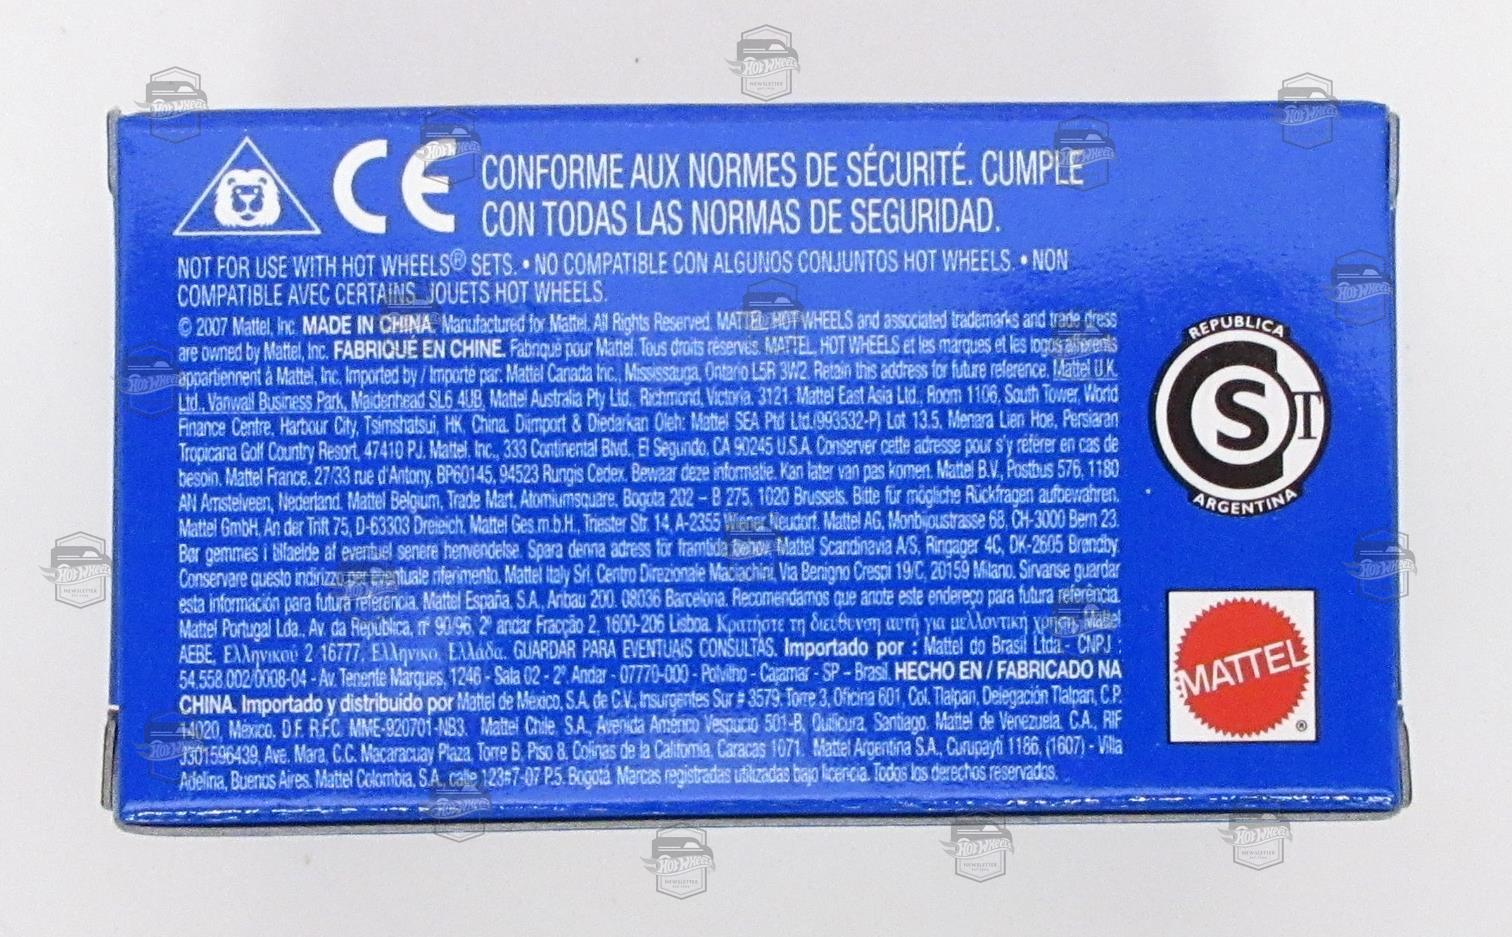 CE CONFORME AUX NORMES DE SÉCURITÉ. CUMPLE
CON TODAS LAS NORMAS DE SEGURIDAD.
NOT FOR USE WITH HOT WHEELS® SETS. • NO COMPATIBLE CON ALGUNOS CONJUNTOS HOT WHEELS. • NON
COMPATIBLE AVEC CERTAINS JOUETS HOT WHEELS.
© 2007 Mattel, Inc. MADE IN CHINA. Manufactured for Mattel. All Rights Reserved. MATTEL, HOT WHEELS and associated trademarks and trade dress
are owned by Mattel, Inc. FABRIQUÉ EN CHINE. Fabriqué pour Mattel. Tous droits réservés. MATTEL, HOT WHEELS et les marques et les logos afférents
appartiennent à Mattel, Inc. Imported by / Importé par: Mattel Canada Inc., Mississauga, Ontario L5R 3W2. Retain this address for future reference. Mattel U.K.
Ltd., Vanwall Business Park, Maidenhead SL6 4UB. Mattel Australia Pty Ltd., Richmond, Victoria. 3121. Mattel East Asia Ltd., Room 1106, South Tower, World
Finance Centre, Harbour City, Tsimshatsui, HK, China. Diimport & Diedarkan Oleh: Mattel SEA Ptd Ltd.(993532-P) Lot 13.5, Menara Lien Hoe, Persiaran
Tropicana Golf Country Resort, 47410 PJ. Mattel, Inc., 333 Continental Blvd., El Segundo, CA 90245 U.S.A. Conserver cette adresse pour s'y référer en cas de
besoin. Mattel France, 27/33 rue d'Antony, BP60145, 94523 Rungis Cedex. Bewaar deze informatie. Kan later van pas komen. Mattel B.V., Postbus 576, 1180
AN Amstelveen, Nederland. Mattel Belgium, Trade Mart, Atomiumsquare, Bogota 202 – B 275, 1020 Brussels. Bitte für mögliche Rückfragen aufbewahren.
Mattel GmbH, An der Trift 75, D-63303 Dreieich. Mattel Ges.m.b.H., Triester Str. 14, A-2355 Wiener Neudorf. Mattel AG, Monbijoustrasse 68, CH-3000 Bern 23.
Bør gemmes i tilfaelde af eventuel senere henvendelse. Spara denna adress för framtida behov. Mattel Scandinavia A/S, Ringager 4C, DK-2605 Brøndby.
Conservare questo indirizzo per eventuale riferimento. Mattel Italy Srl, Centro Direzionale Maciachini, Via Benigno Crespi 19/C, 20159 Milano. Sirvanse guardar
esta información para futura referencia. Mattel España, S.A., Aribau 200. 08036 Barcelona. Recomendamos que anote este endereço para futura referência.
Mattel Portugal Lda., Av. da República, nº 90/96, 2º andar Fracção 2, 1600-206 Lisboa. Κρατήστε τη διεύθυνση αυτή για μελλοντική χρήση. Mattel
AEBE, Ελληνικού 2 16777, Ελληνικό, Ελλάδα. GUARDAR PARA EVENTUAIS CONSULTAS. Importado por : Mattel do Brasil Ltda.- CNPJ :
54.558.002/0008-04 - Av. Tenente Marques, 1246 - Sala 02 - 2º. Andar - 07770-000 - Polvilho - Cajamar - SP - Brasil. HECHO EN / FABRICADO NA
CHINA. Importado y distribuido por Mattel de México, S.A. de C.V., Insurgentes Sur # 3579, Torre 3, Oficina 601, Col. Tlalpan, Delegación Tlalpan, C.P.
14020, México, D.F. R.F.C. MME-920701-NB3. Mattel Chile, S.A., Avenida Américo Vespucio 501-B, Quilicura, Santiago. Mattel de Venezuela, C.A., RIF
J301596439, Ave. Mara, C.C. Macaracuay Plaza, Torre B, Piso 8, Colinas de la California, Caracas 1071. Mattel Argentina S.A., Curupaytí 1186, (1607) - Villa
Adelina, Buenos Aires. Mattel Colombia, S.A., calle 123#7-07 P.5. Bogotá. Marcas registradas utilizadas bajo licencia. Todos los derechos reservados.
REPUBLICA
CST
ARGENTINA
MATTEL ®